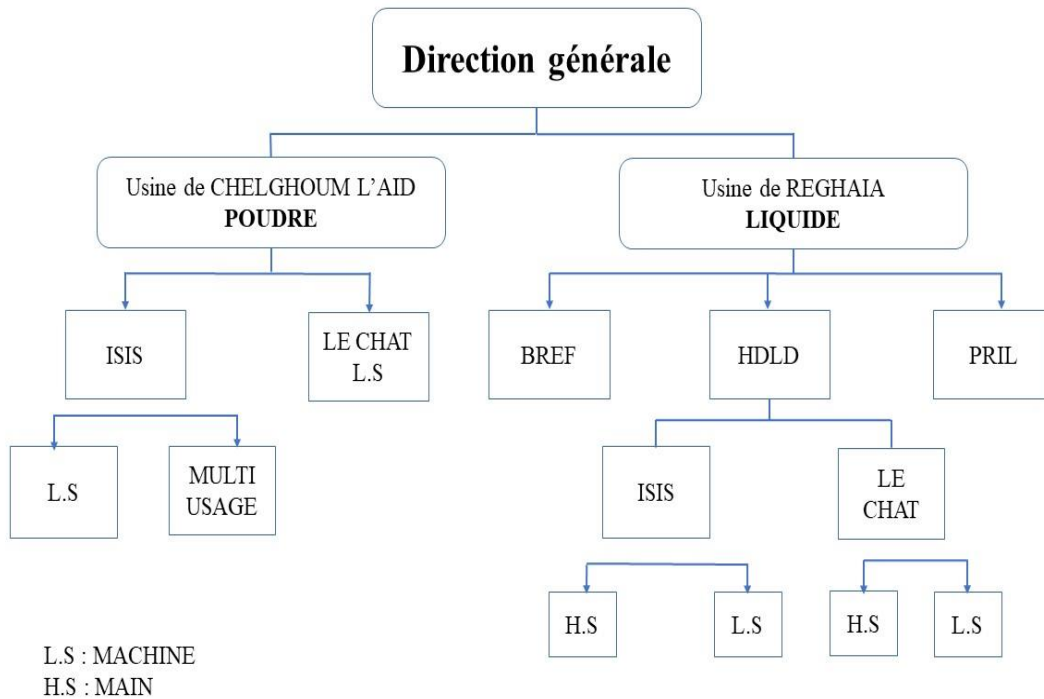 Direction générale
Usine de CHELGHOUM L'AID
POUDRE
Usine de REGHAIA
LIQUIDE
ISIS
LE CHAT
L.S
BREF
HDLD
PRIL
L.S
MULTI
USAGE
ISIS
LE
CHAT
H.S
L.S
H.S
L.S
L.S : MACHINE
H.S : MAIN